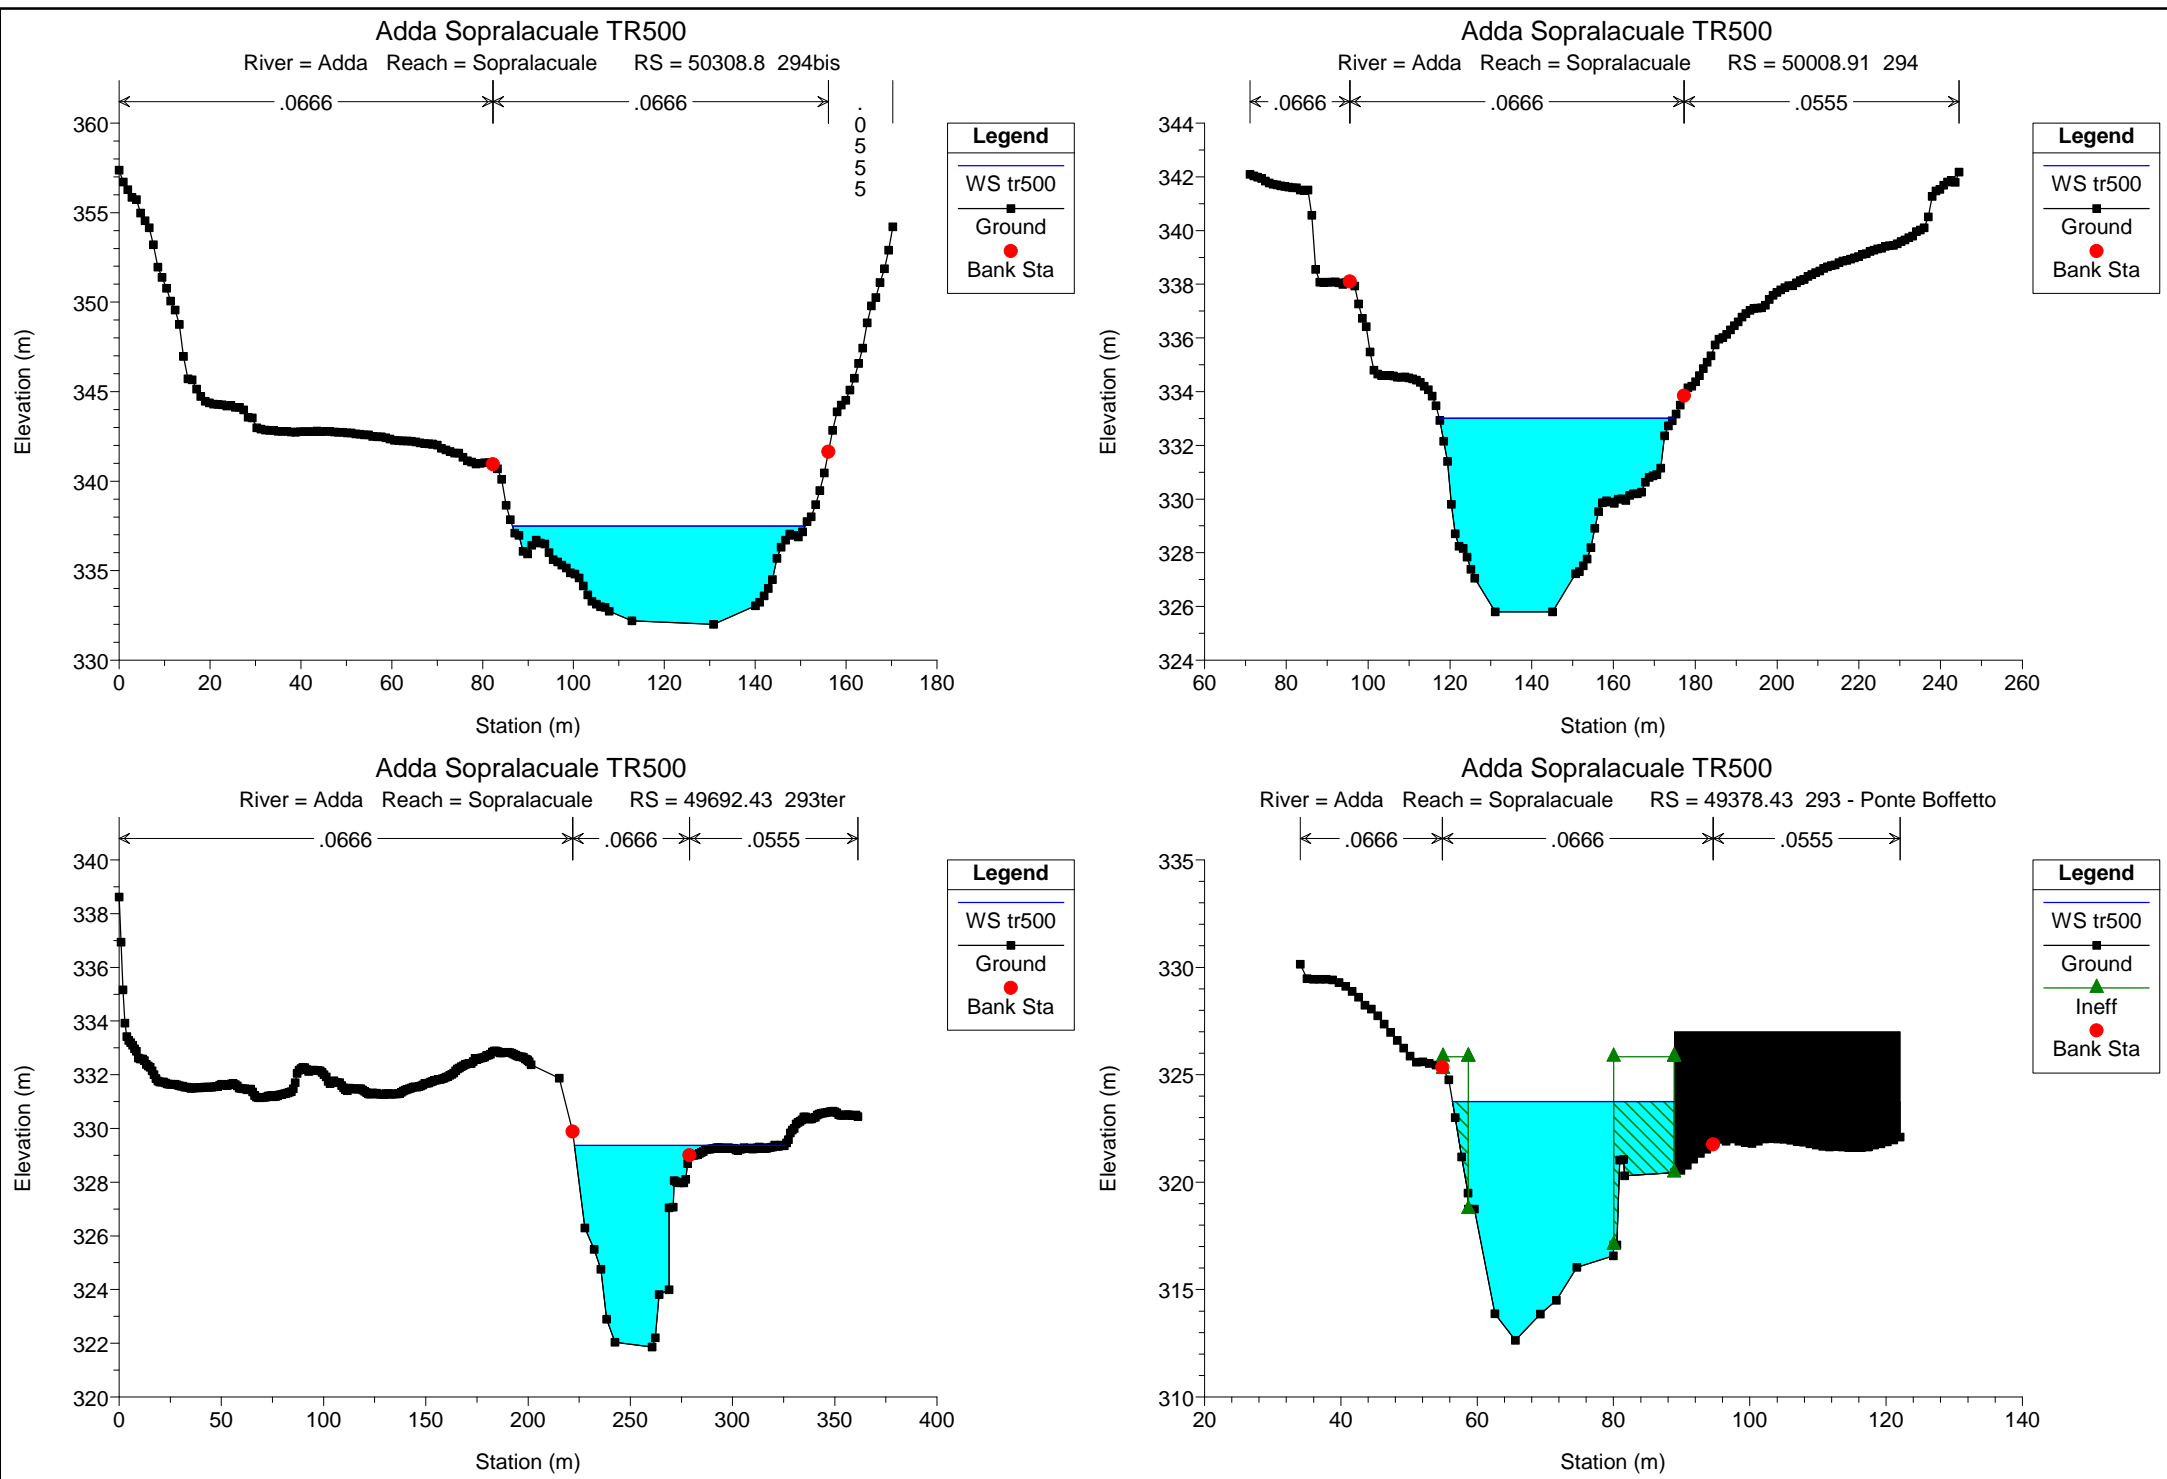 Adda Sopralacuale TR500
River = Adda Reach = Sopralacuale RS = 50308.8 294bis
.0666 .0666 .0555
Elevation (m)
360
355
350
345
340
335
330
0 20 40 60 80 100 120 140 160 180
Station (m)
Legend
WS tr500
Ground
Bank Sta
Adda Sopralacuale TR500
River = Adda Reach = Sopralacuale RS = 50008.91 294
.0666 .0666 .0555
Elevation (m)
344
342
340
338
336
334
332
330
328
326
324
60 80 100 120 140 160 180 200 220 240 260
Station (m)
Legend
WS tr500
Ground
Bank Sta
Adda Sopralacuale TR500
River = Adda Reach = Sopralacuale RS = 49692.43 293ter
.0666 .0666 .0555
Elevation (m)
340
338
336
334
332
330
328
326
324
322
320
0 50 100 150 200 250 300 350 400
Station (m)
Legend
WS tr500
Ground
Bank Sta
Adda Sopralacuale TR500
River = Adda Reach = Sopralacuale RS = 49378.43 293 - Ponte Boffetto
.0666 .0666 .0555
Elevation (m)
335
330
325
320
315
310
20 40 60 80 100 120 140
Station (m)
Legend
WS tr500
Ground
Ineff
Bank Sta